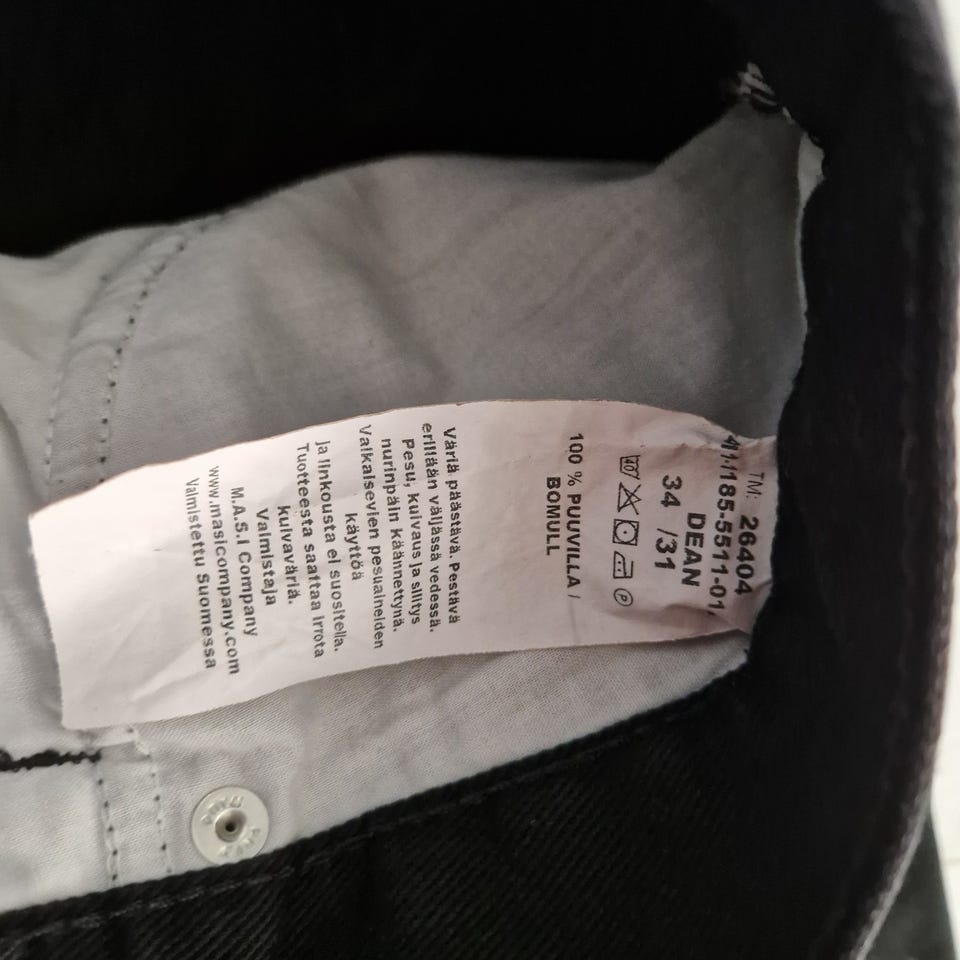 TM: 26404
411-1185-5511-01,
DEAN
34 /31
40 P
100 % PUUVILLA /
BOMULL
Väriä päästävä. Pestävä
erillään väljässä vedessä.
Pesu, kuivaus ja silitys
nurinpäin käännettynä.
Valkaisevien pesuaineiden
käyttöä
ja linkousta ei suositella.
Tuotteesta saattaa irrota
kuivaväriä.
Valmistaja
M.A.S.I Company
www.masicompany.com
Valmistettu Suomessa